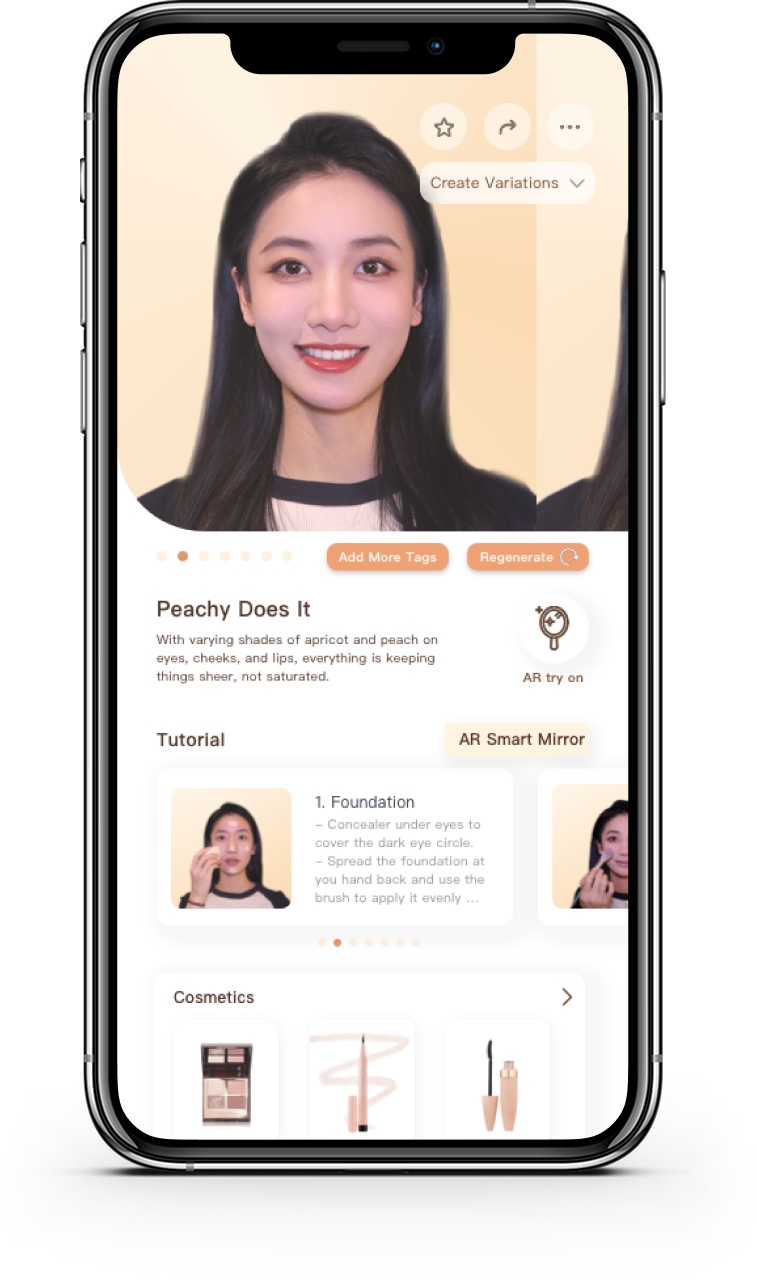 Create Variations
Add More Tags
Regenerate
Peachy Does It
With varying shades of apricot and peach on
eyes, cheeks, and lips, everything is keeping
things sheer, not saturated.
AR try on
Tutorial
AR Smart Mirror
1. Foundation
– Concealer under eyes to
cover the dark eye circle.
– Spread the foundation at
you hand back and use the
brush to apply it evenly ...
Cosmetics